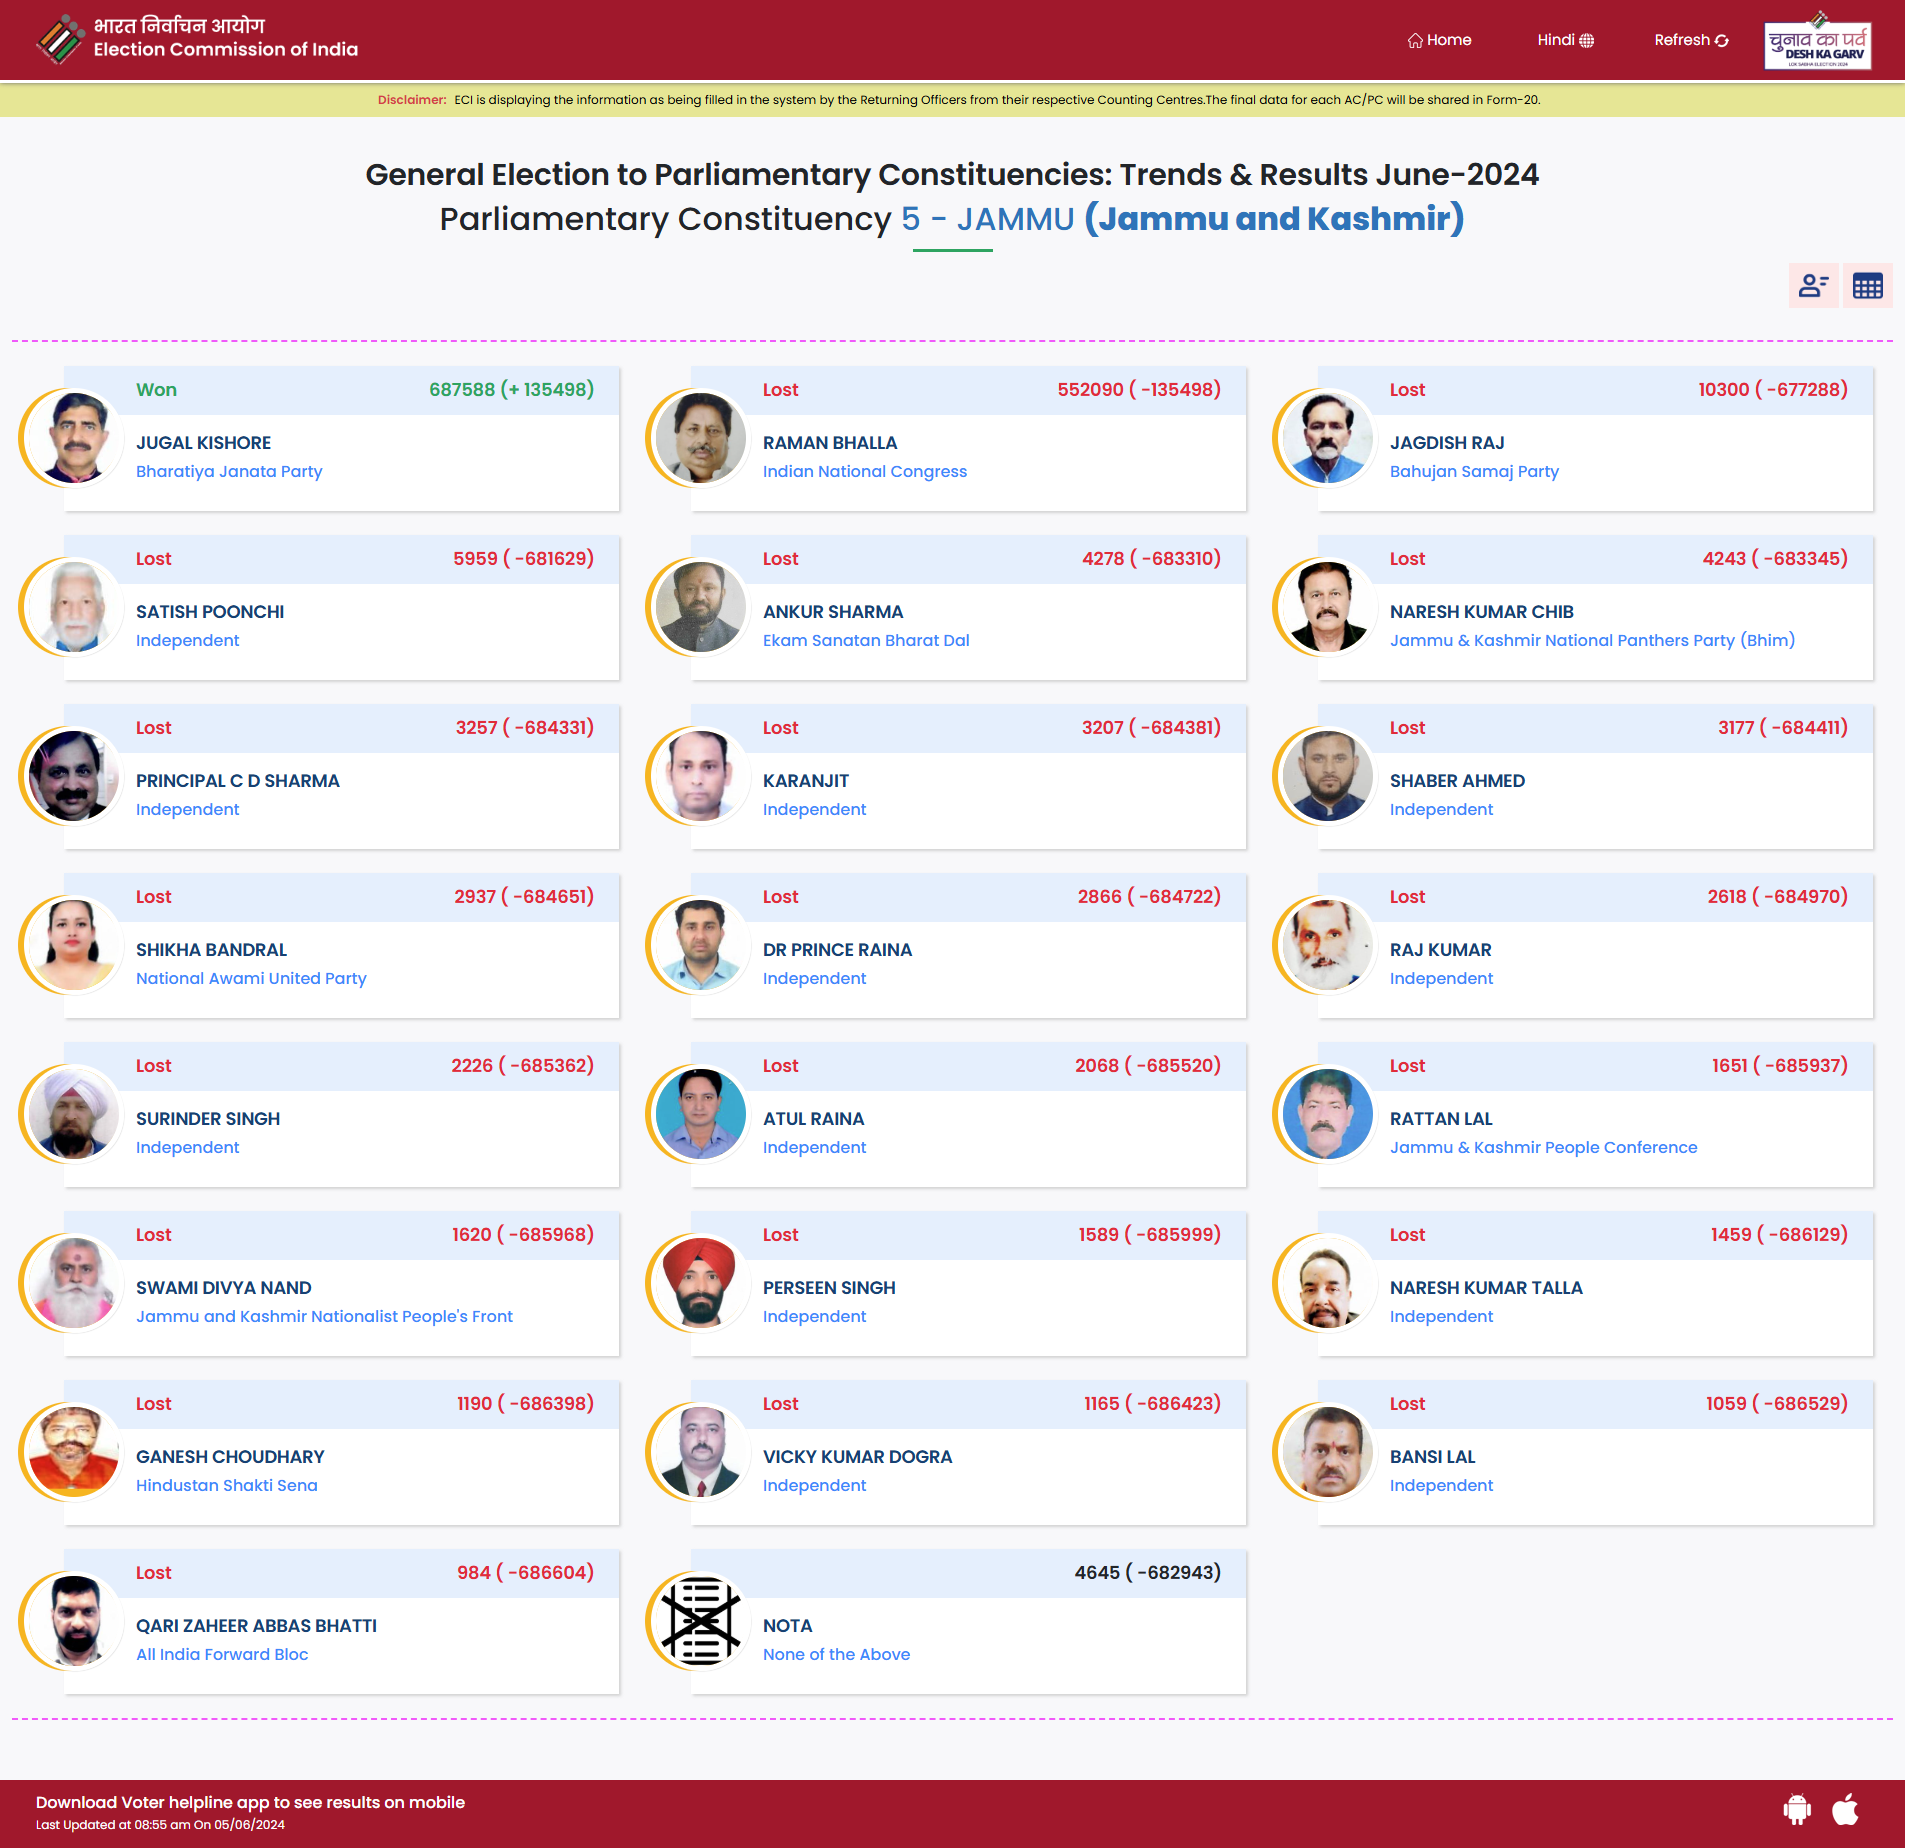 भारत निर्वाचन आयोग
Election Commission of India
Home
Hindi
Refresh
चुनाव का पर्व
DESH KA GARV
LOK SABHA ELECTION 2024
Disclaimer: ECI is displaying the information as being filled in the system by the Returning Officers from their respective Counting Centres.The final data for each AC/PC will be shared in Form-20.
General Election to Parliamentary Constituencies: Trends & Results June-2024
Parliamentary Constituency 5 - JAMMU (Jammu and Kashmir)
Won 687588 (+ 135498)
JUGAL KISHORE
Bharatiya Janata Party
Lost 552090 ( -135498)
RAMAN BHALLA
Indian National Congress
Lost 10300 ( -677288)
JAGDISH RAJ
Bahujan Samaj Party
Lost 5959 ( -681629)
SATISH POONCHI
Independent
Lost 4278 ( -683310)
ANKUR SHARMA
Ekam Sanatan Bharat Dal
Lost 4243 ( -683345)
NARESH KUMAR CHIB
Jammu & Kashmir National Panthers Party (Bhim)
Lost 3257 ( -684331)
PRINCIPAL C D SHARMA
Independent
Lost 3207 ( -684381)
KARANJIT
Independent
Lost 3177 ( -684411)
SHABER AHMED
Independent
Lost 2937 ( -684651)
SHIKHA BANDRAL
National Awami United Party
Lost 2866 ( -684722)
DR PRINCE RAINA
Independent
Lost 2618 ( -684970)
RAJ KUMAR
Independent
Lost 2226 ( -685362)
SURINDER SINGH
Independent
Lost 2068 ( -685520)
ATUL RAINA
Independent
Lost 1651 ( -685937)
RATTAN LAL
Jammu & Kashmir People Conference
Lost 1620 ( -685968)
SWAMI DIVYA NAND
Jammu and Kashmir Nationalist People's Front
Lost 1589 ( -685999)
PERSEEN SINGH
Independent
Lost 1459 ( -686129)
NARESH KUMAR TALLA
Independent
Lost 1190 ( -686398)
GANESH CHOUDHARY
Hindustan Shakti Sena
Lost 1165 ( -686423)
VICKY KUMAR DOGRA
Independent
Lost 1059 ( -686529)
BANSI LAL
Independent
Lost 984 ( -686604)
QARI ZAHEER ABBAS BHATTI
All India Forward Bloc
4645 ( -682943)
NOTA
None of the Above
Download Voter helpline app to see results on mobile
Last Updated at 08:55 am On 05/06/2024